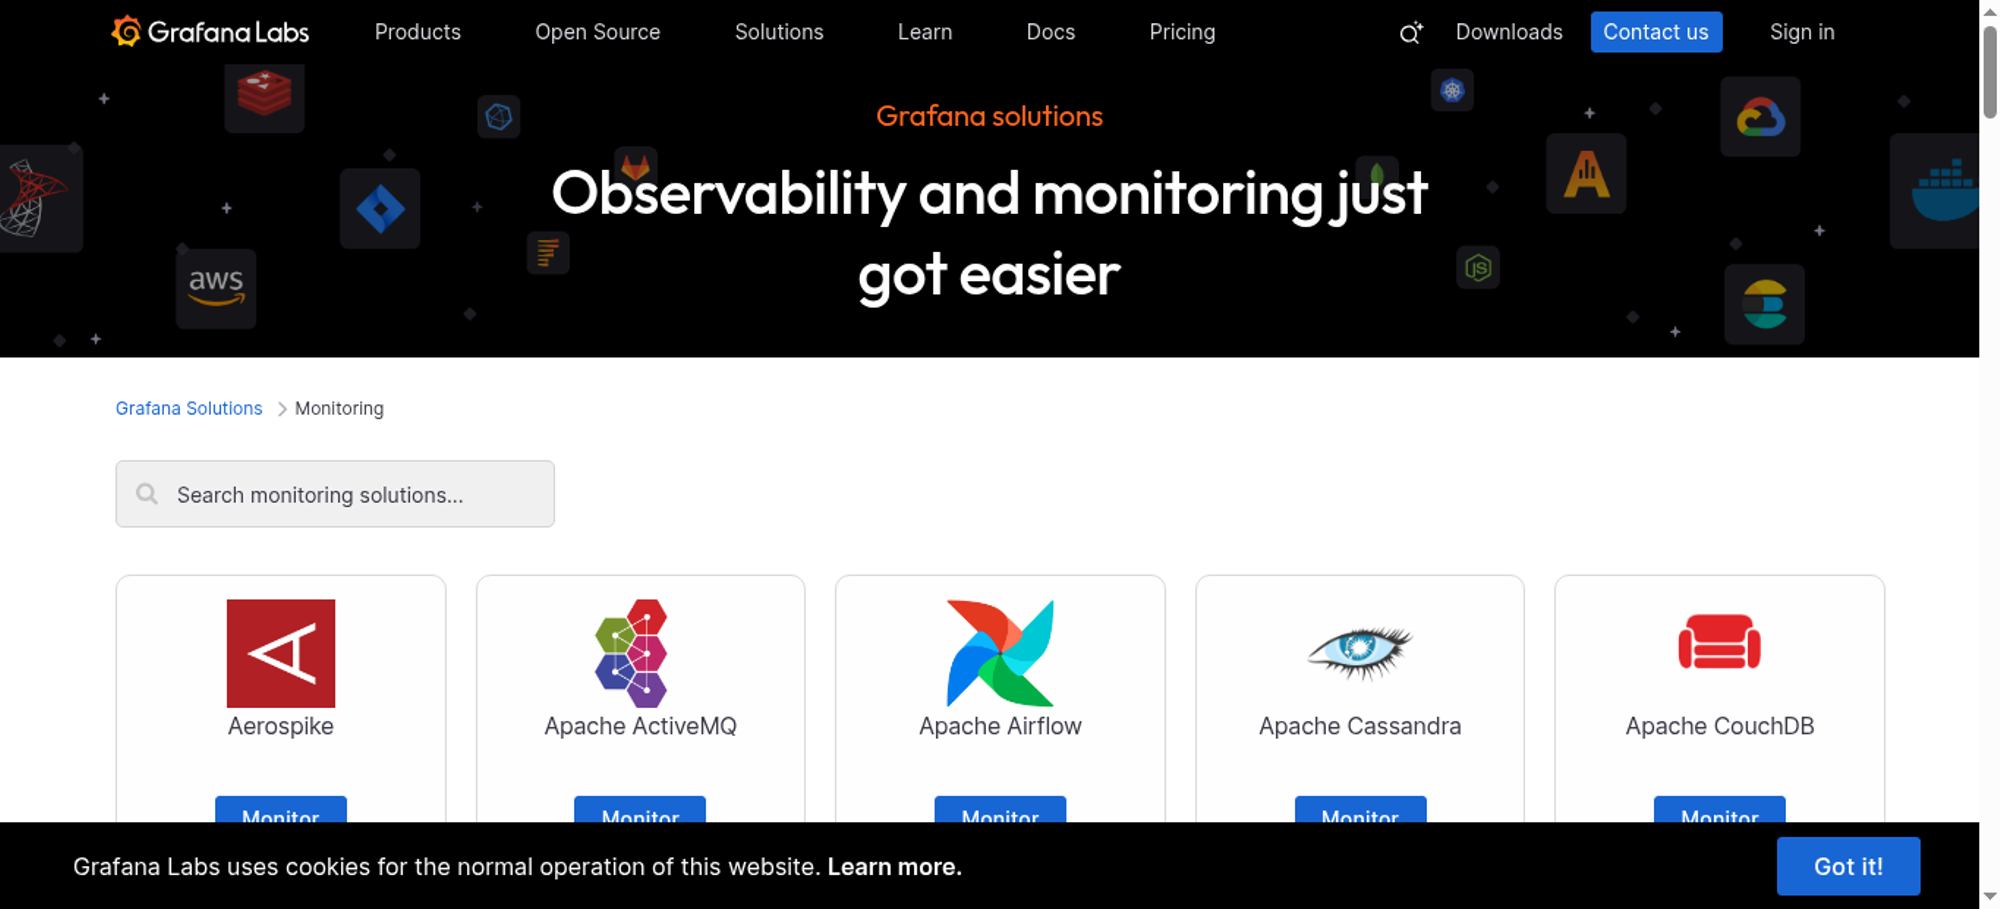 Grafana Labs Products Open Source Solutions Learn Docs Pricing Downloads Contact us Sign in
Grafana solutions
Observability and monitoring just
got easier
aws
JS
Grafana Solutions Monitoring
Search monitoring solutions...
Aerospike Apache ActiveMQ Apache Airflow Apache Cassandra Apache CouchDB
Monitor Monitor Monitor Monitor Monitor
Grafana Labs uses cookies for the normal operation of this website. Learn more. Got it!